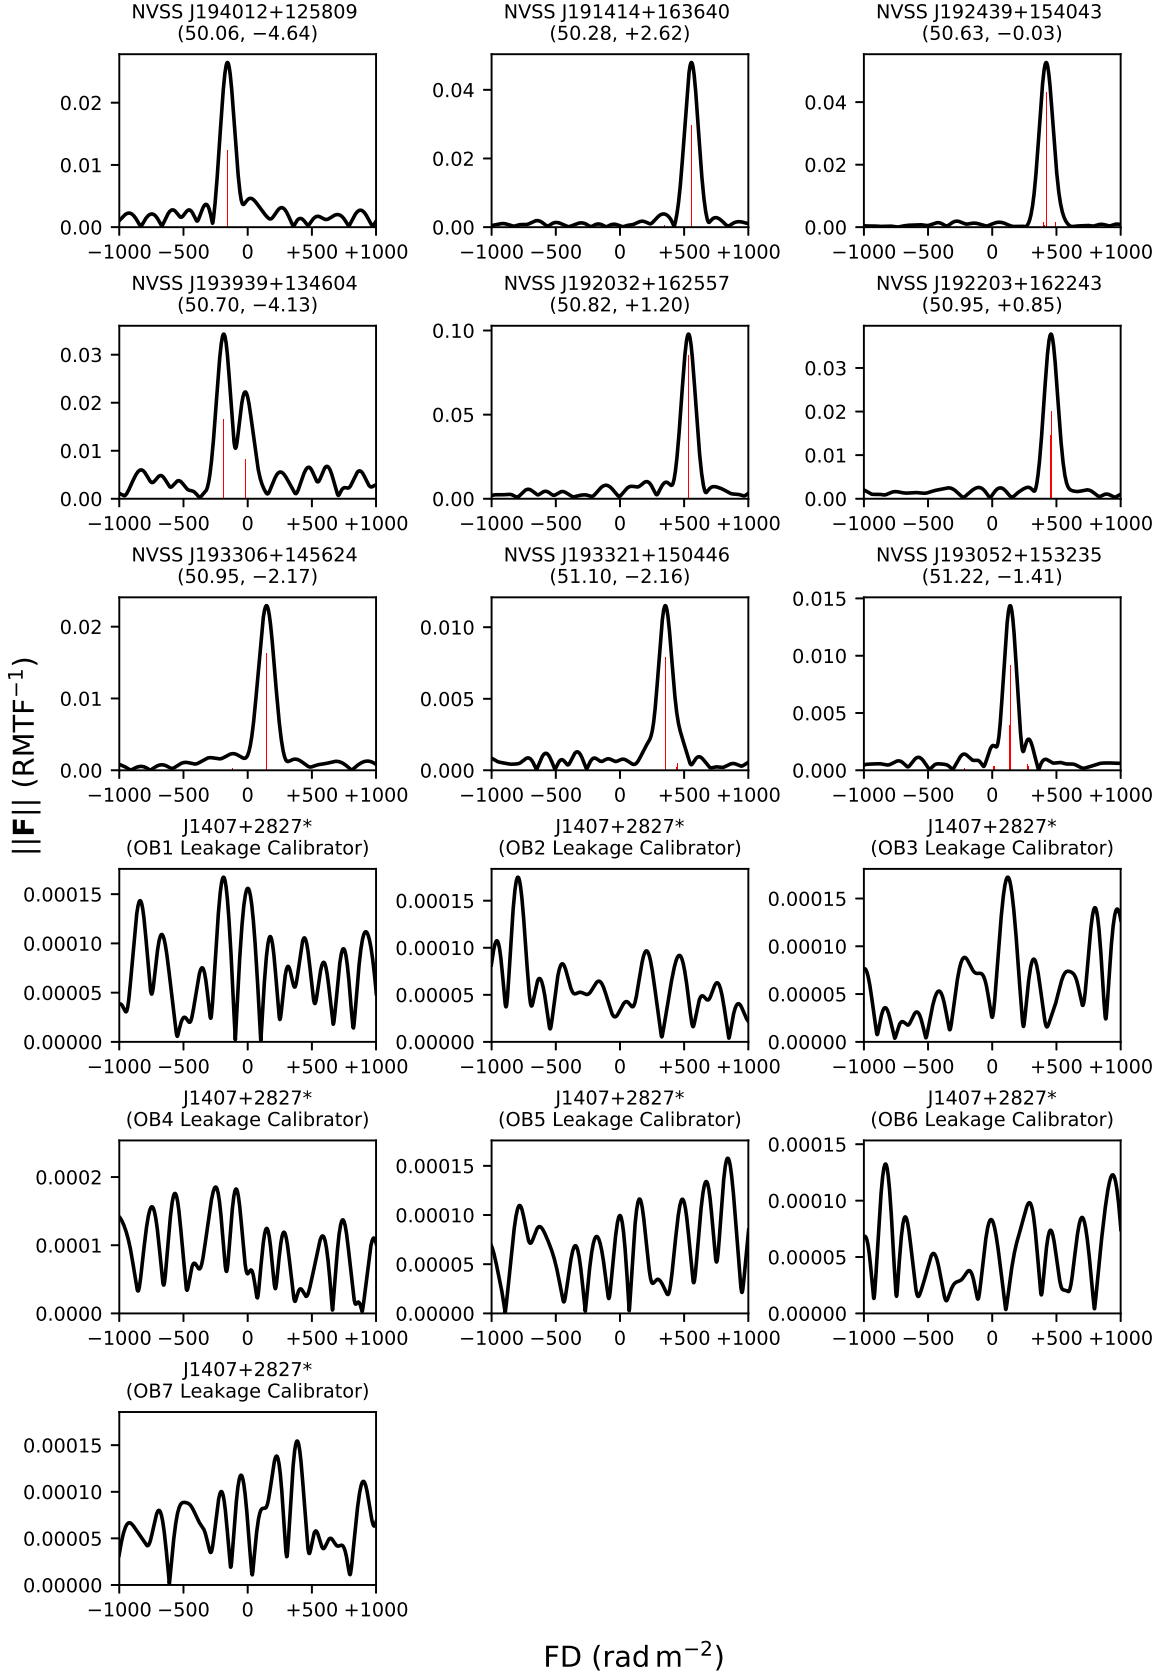 NVSS J194012+125809
(50.06, −4.64)
0.02
0.01
0.00
−1000 −500 0 +500 +1000
NVSS J191414+163640
(50.28, +2.62)
0.04
0.02
0.00
−1000 −500 0 +500 +1000
NVSS J192439+154043
(50.63, −0.03)
0.04
0.02
0.00
−1000 −500 0 +500 +1000
NVSS J193939+134604
(50.70, −4.13)
0.03
0.02
0.01
0.00
−1000 −500 0 +500 +1000
NVSS J192032+162557
(50.82, +1.20)
0.10
0.05
0.00
−1000 −500 0 +500 +1000
NVSS J192203+162243
(50.95, +0.85)
0.03
0.02
0.01
0.00
−1000 −500 0 +500 +1000
NVSS J193306+145624
(50.95, −2.17)
0.02
0.01
0.00
−1000 −500 0 +500 +1000
NVSS J193321+150446
(51.10, −2.16)
0.010
0.005
0.000
−1000 −500 0 +500 +1000
NVSS J193052+153235
(51.22, −1.41)
0.015
0.010
0.005
0.000
−1000 −500 0 +500 +1000
||F|| (RMTF−1)
J1407+2827*
(OB1 Leakage Calibrator)
0.00015
0.00010
0.00005
0.00000
−1000 −500 0 +500 +1000
J1407+2827*
(OB2 Leakage Calibrator)
0.00015
0.00010
0.00005
0.00000
−1000 −500 0 +500 +1000
J1407+2827*
(OB3 Leakage Calibrator)
0.00015
0.00010
0.00005
0.00000
−1000 −500 0 +500 +1000
J1407+2827*
(OB4 Leakage Calibrator)
0.0002
0.0001
0.0000
−1000 −500 0 +500 +1000
J1407+2827*
(OB5 Leakage Calibrator)
0.00015
0.00010
0.00005
0.00000
−1000 −500 0 +500 +1000
J1407+2827*
(OB6 Leakage Calibrator)
0.00015
0.00010
0.00005
0.00000
−1000 −500 0 +500 +1000
J1407+2827*
(OB7 Leakage Calibrator)
0.00015
0.00010
0.00005
0.00000
−1000 −500 0 +500 +1000
FD (rad m−2)